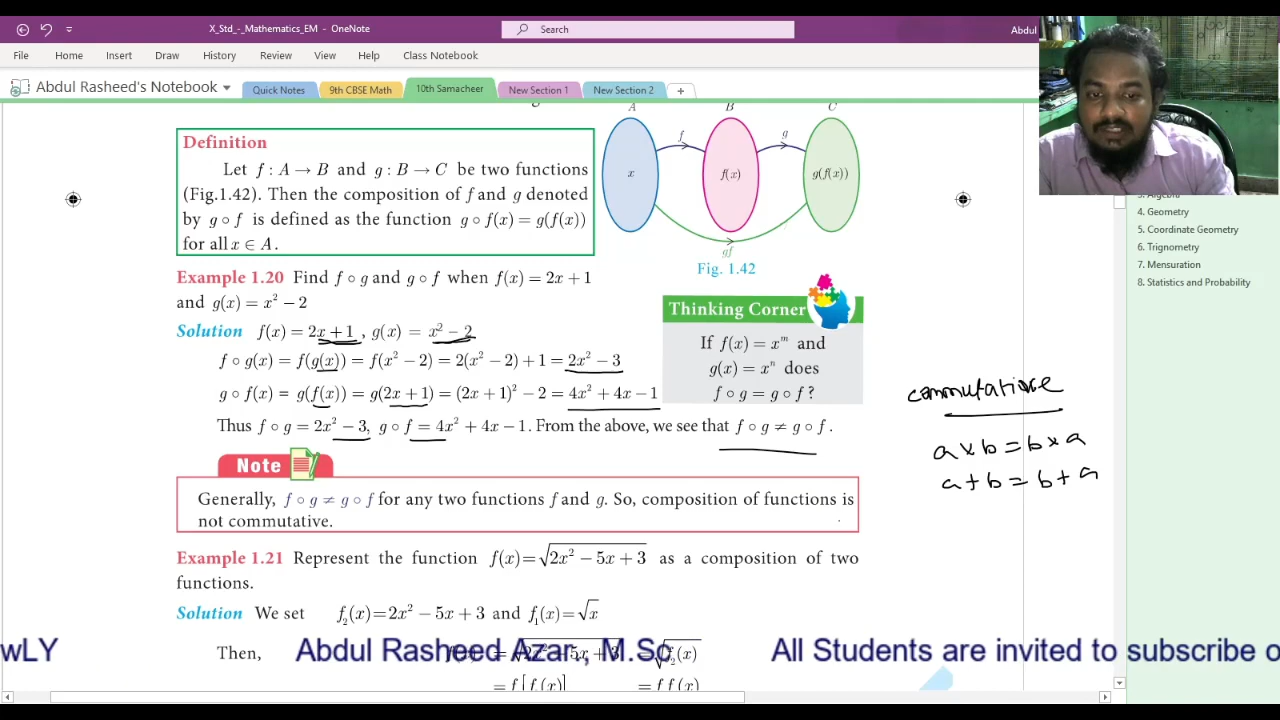 X_Std_-_Mathematics_EM - OneNote
Search
Abdul
File Home Insert Draw History Review View Help Class Notebook
Abdul Rasheed's Notebook
Quick Notes 9th CBSE Math 10th Samacheer New Section 1 New Section 2 +
4. Geometry
5. Coordinate Geometry
6. Trignometry
7. Mensuration
8. Statistics and Probability
A B C
f g
x f(x) g(f(x))
gf
Fig. 1.42
Definition
Let f : A → B and g : B → C be two functions
(Fig.1.42). Then the composition of f and g denoted
by g ∘ f is defined as the function g ∘ f(x) = g(f(x))
for all x ∈ A .
Example 1.20 Find f ∘ g and g ∘ f when f(x) = 2x + 1
and g(x) = x² − 2
Solution f(x) = 2x + 1 , g(x) = x² − 2
f ∘ g(x) = f(g(x)) = f(x² − 2) = 2(x² − 2) + 1 = 2x² − 3
g ∘ f(x) = g(f(x)) = g(2x + 1) = (2x + 1)² − 2 = 4x² + 4x − 1
Thus f ∘ g = 2x² − 3, g ∘ f = 4x² + 4x − 1. From the above, we see that f ∘ g ≠ g ∘ f .
Thinking Corner
If f(x) = xᵐ and
g(x) = xⁿ does
f ∘ g = g ∘ f ?
commutative
a × b = b × a
a + b = b + a
Note
Generally, f ∘ g ≠ g ∘ f for any two functions f and g. So, composition of functions is
not commutative.
Example 1.21 Represent the function f(x) = √(2x² − 5x + 3) as a composition of two
functions.
Solution We set f₂(x) = 2x² − 5x + 3 and f₁(x) = √x
Then,
wLY Abdul Rasheed Azar, M.Sc. All Students are invited to subscribe o